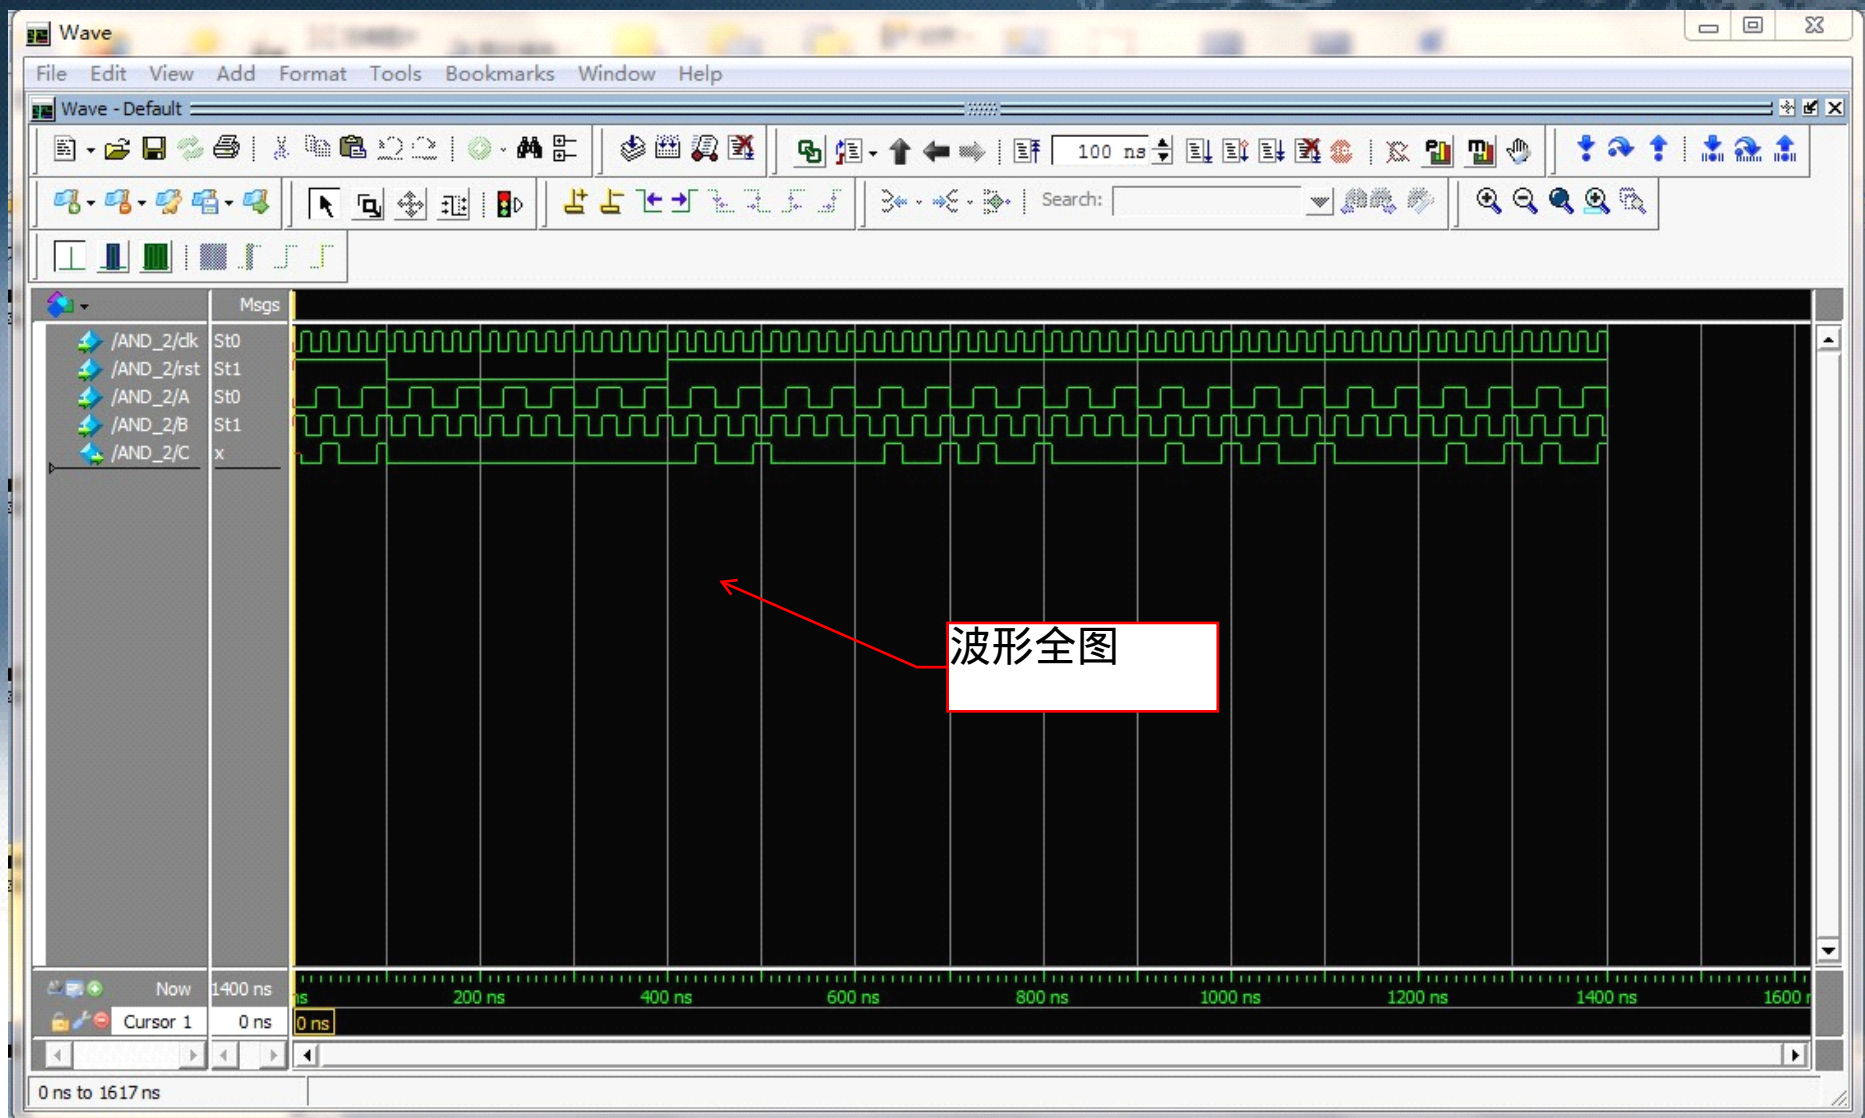 Wave
File Edit View Add Format Tools Bookmarks Window Help
Wave - Default
100 ns
Search:
Msgs
/AND_2/clk St0
/AND_2/rst St1
/AND_2/A St0
/AND_2/B St1
/AND_2/C x
波形全图
Now 1400 ns
ns 200 ns 400 ns 600 ns 800 ns 1000 ns 1200 ns 1400 ns 1600
Cursor 1 0 ns 0 ns
0 ns to 1617 ns